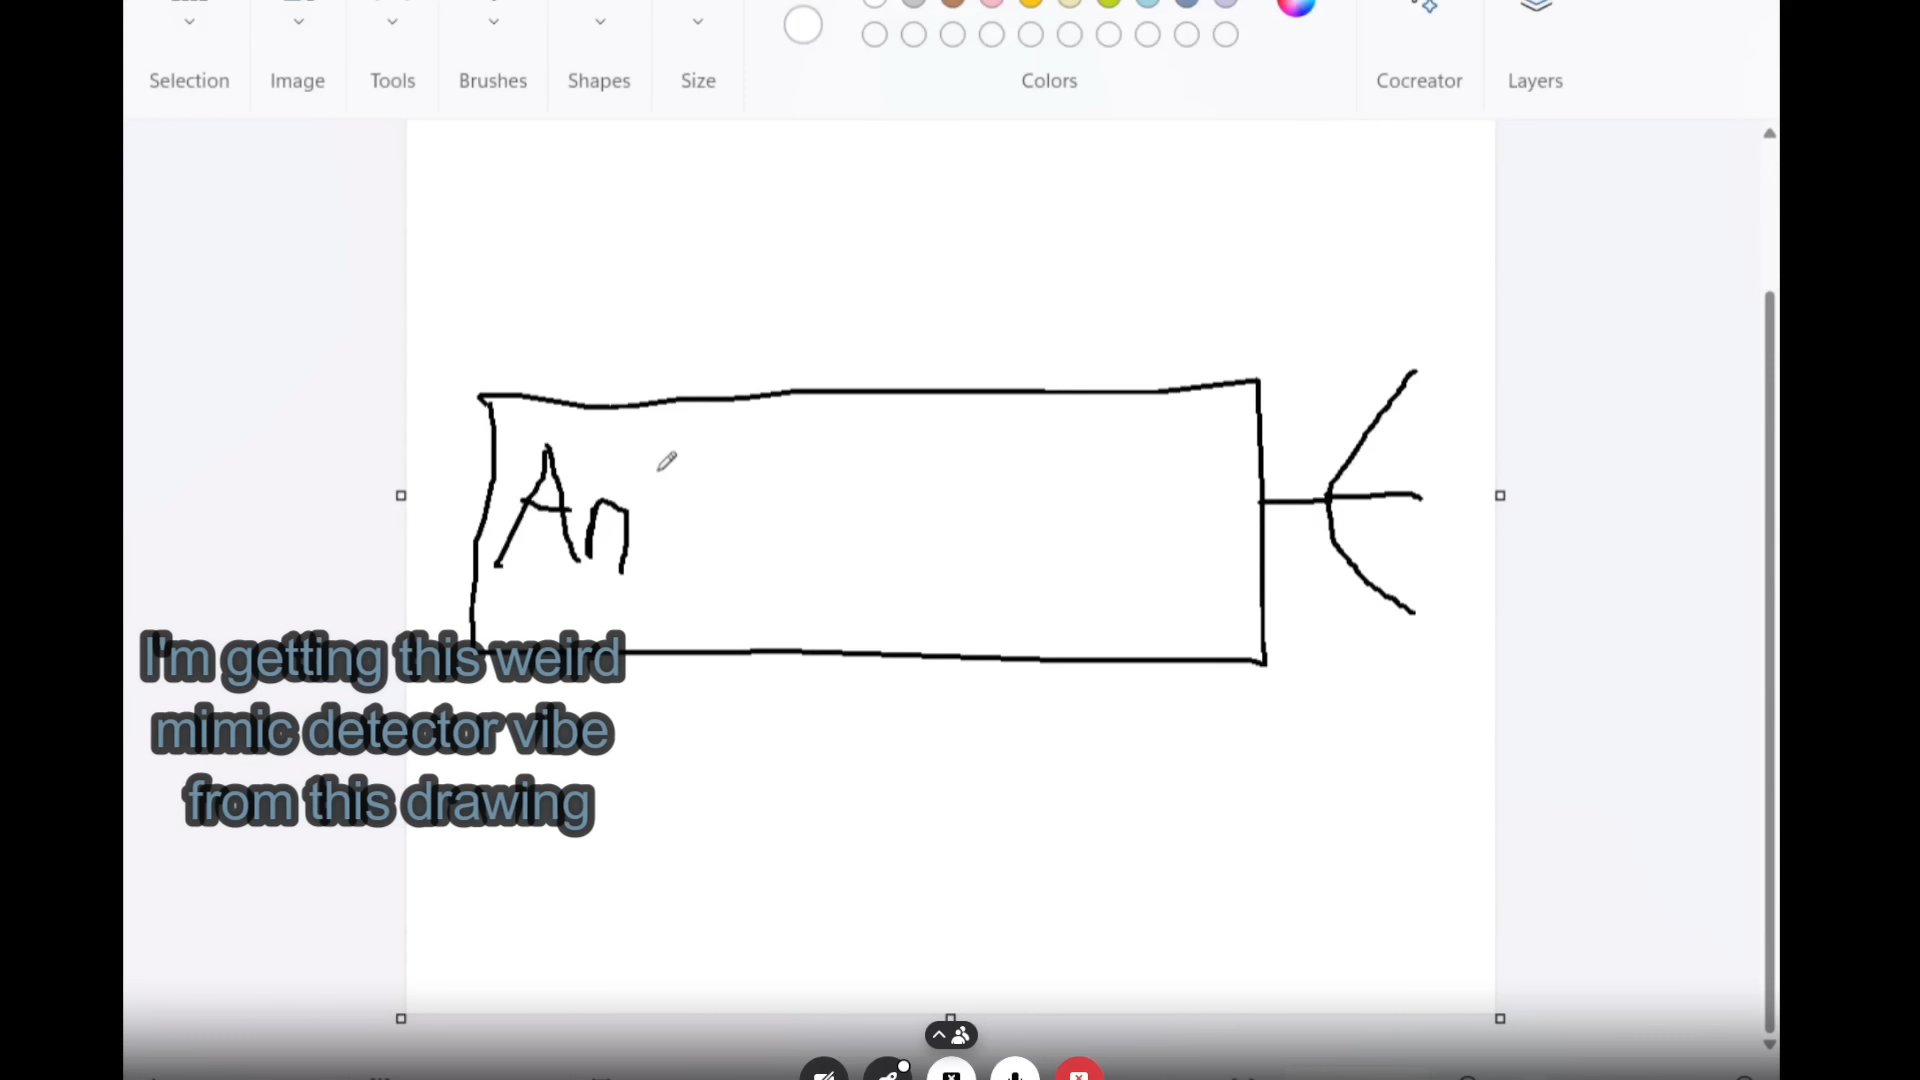 Selection Image Tools Brushes Shapes Size Colors Cocreator Layers
An
I'm getting this weird
mimic detector vibe
from this drawing